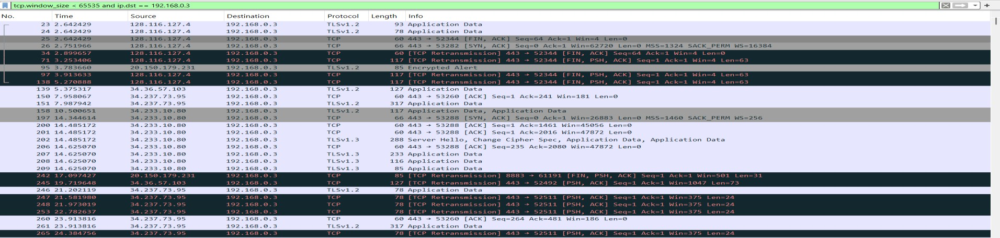 tcp.window_size < 65535 and ip.dst == 192.168.0.3
No. Time Source Destination Protocol Length Info
23 2.642429 128.116.127.4 192.168.0.3 TLSv1.2 93 Application Data
24 2.642429 128.116.127.4 192.168.0.3 TLSv1.2 78 Application Data
25 2.642429 128.116.127.4 192.168.0.3 TCP 60 443 → 52344 [FIN, ACK] Seq=64 Ack=1 Win=4 Len=0
26 2.751966 128.116.127.4 192.168.0.3 TCP 66 443 → 53282 [SYN, ACK] Seq=0 Ack=1 Win=62720 Len=0 MSS=1324 SACK_PERM WS=16384
34 2.899657 128.116.127.4 192.168.0.3 TCP 60 [TCP Retransmission] 443 → 52344 [FIN, ACK] Seq=64 Ack=1 Win=4 Len=0
71 3.253406 128.116.127.4 192.168.0.3 TCP 117 [TCP Retransmission] 443 → 52344 [FIN, PSH, ACK] Seq=1 Ack=1 Win=4 Len=63
95 3.783660 20.150.179.231 192.168.0.3 TLSv1.2 85 Encrypted Alert
97 3.913633 128.116.127.4 192.168.0.3 TCP 117 [TCP Retransmission] 443 → 52344 [FIN, PSH, ACK] Seq=1 Ack=1 Win=4 Len=63
138 5.270888 128.116.127.4 192.168.0.3 TCP 117 [TCP Retransmission] 443 → 52344 [FIN, PSH, ACK] Seq=1 Ack=1 Win=4 Len=63
139 5.375317 34.36.57.103 192.168.0.3 TLSv1.2 127 Application Data
150 7.958067 34.237.73.95 192.168.0.3 TCP 60 443 → 53260 [ACK] Seq=1 Ack=241 Win=181 Len=0
151 7.987942 34.237.73.95 192.168.0.3 TLSv1.2 317 Application Data
158 10.500651 34.233.10.80 192.168.0.3 TLSv1.2 117 Application Data, Application Data
197 14.344614 34.233.10.80 192.168.0.3 TCP 66 443 → 53288 [SYN, ACK] Seq=0 Ack=1 Win=26883 Len=0 MSS=1460 SACK_PERM WS=256
200 14.485172 34.233.10.80 192.168.0.3 TCP 60 443 → 53288 [ACK] Seq=1 Ack=1461 Win=45056 Len=0
201 14.485172 34.233.10.80 192.168.0.3 TCP 60 443 → 53288 [ACK] Seq=1 Ack=2016 Win=47872 Len=0
202 14.485172 34.233.10.80 192.168.0.3 TLSv1.3 288 Server Hello, Change Cipher Spec, Application Data, Application Data
206 14.625070 34.233.10.80 192.168.0.3 TCP 60 443 → 53288 [ACK] Seq=235 Ack=2080 Win=47872 Len=0
207 14.625070 34.233.10.80 192.168.0.3 TLSv1.3 233 Application Data
208 14.625070 34.233.10.80 192.168.0.3 TLSv1.3 116 Application Data
209 14.625070 34.233.10.80 192.168.0.3 TLSv1.3 85 Application Data
242 17.097427 20.150.179.231 192.168.0.3 TCP 85 [TCP Retransmission] 8883 → 61191 [FIN, PSH, ACK] Seq=1 Ack=1 Win=501 Len=31
245 19.719648 34.36.57.103 192.168.0.3 TCP 127 [TCP Retransmission] 443 → 52492 [PSH, ACK] Seq=1 Ack=1 Win=1047 Len=73
246 21.202119 34.237.73.95 192.168.0.3 TLSv1.2 78 Application Data
247 21.581980 34.237.73.95 192.168.0.3 TCP 78 [TCP Retransmission] 443 → 52511 [PSH, ACK] Seq=1 Ack=1 Win=375 Len=24
248 21.973019 34.237.73.95 192.168.0.3 TCP 78 [TCP Retransmission] 443 → 52511 [PSH, ACK] Seq=1 Ack=1 Win=375 Len=24
253 22.782637 34.237.73.95 192.168.0.3 TCP 78 [TCP Retransmission] 443 → 52511 [PSH, ACK] Seq=1 Ack=1 Win=375 Len=24
260 23.913816 34.237.73.95 192.168.0.3 TCP 60 443 → 53260 [ACK] Seq=264 Ack=481 Win=186 Len=0
261 23.913816 34.237.73.95 192.168.0.3 TLSv1.2 317 Application Data
265 24.384756 34.237.73.95 192.168.0.3 TCP 78 [TCP Retransmission] 443 → 52511 [PSH, ACK] Seq=1 Ack=1 Win=375 Len=24